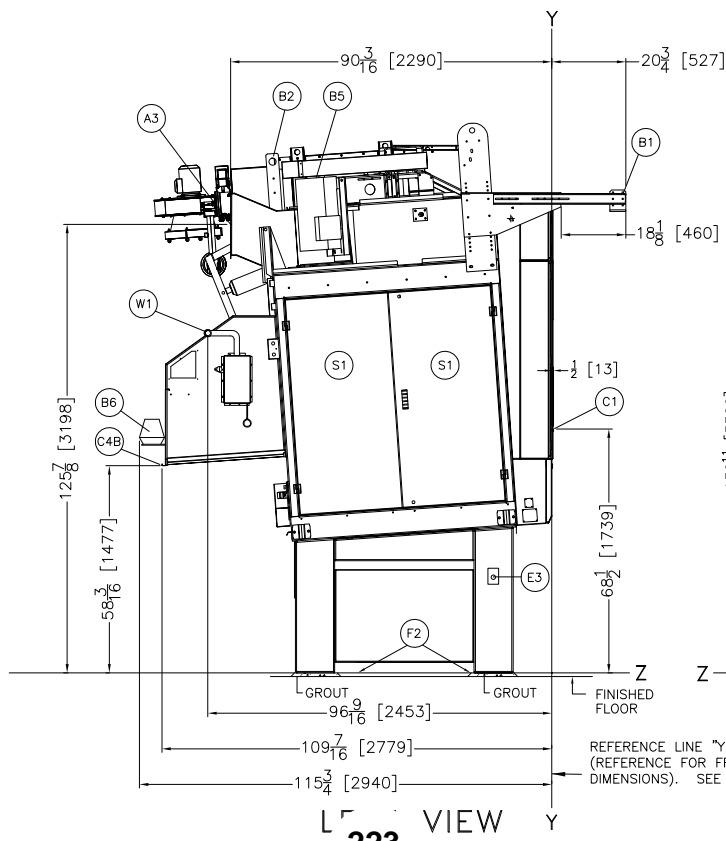 Y
90 3/16 [2290]
20 3/4 [527]
B2
B5
A3
B1
18 1/8 [460]
W1
S1
S1
1/2 [13]
B6
C1
C4B
125 7/8 [3198]
58 3/16 [1477]
68 1/2 [1739]
E3
F2
Z
Z
GROUT
GROUT
FINISHED
FLOOR
96 9/16 [2453]
109 7/16 [2779]
115 3/4 [2940]
REFERENCE LINE "Y
(REFERENCE FOR
DIMENSIONS). SEE
VIEW
Y
223